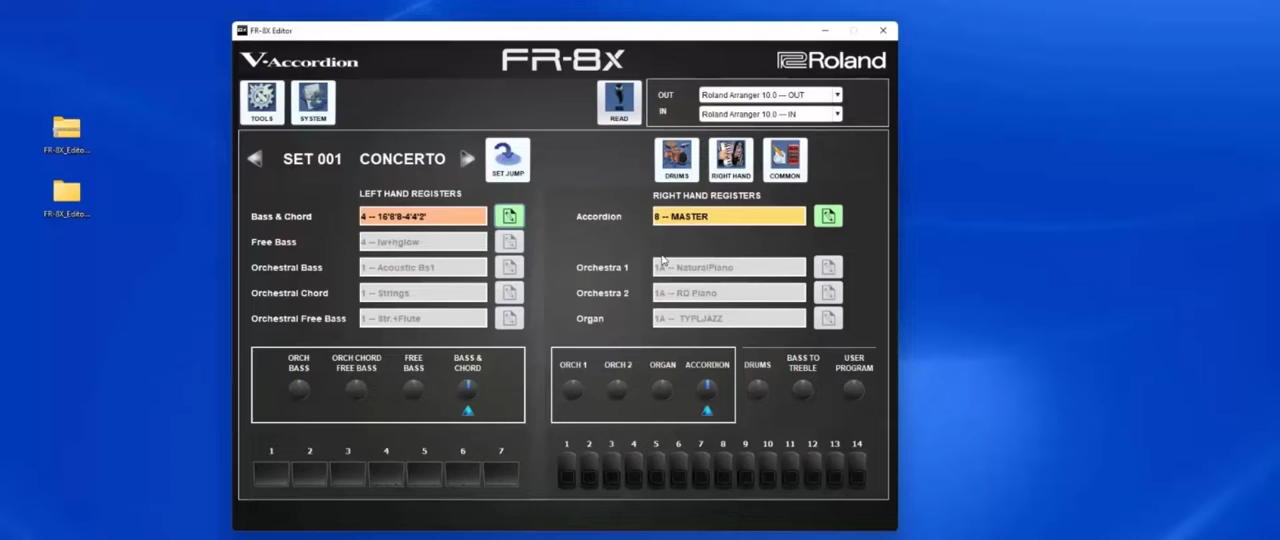 FR-8X Editor
V-Accordion
FR-8X
Roland
TOOLS
SYSTEM
READ
OUT
Roland Arranger 10.0 --- OUT
IN
Roland Arranger 10.0 --- IN
SET 001 CONCERTO
SET JUMP
DRUMS
RIGHT HAND
COMMON
LEFT HAND REGISTERS
RIGHT HAND REGISTERS
Bass & Chord
4 -- 16'8'8-4'4'2'
Accordion
8 -- MASTER
Free Bass
Orchestral Bass
1 -- Acoustic Bs1
Orchestra 1
1A -- NaturalPiano
Orchestral Chord
1 -- Strings
Orchestra 2
1A -- RD Piano
Orchestral Free Bass
1 -- Str.+Flute
Organ
1A -- TYPI.JAZZ
ORCH BASS
ORCH CHORD FREE BASS
FREE BASS
BASS & CHORD
ORCH 1
ORCH 2
ORGAN
ACCORDION
DRUMS
BASS TO TREBLE
USER PROGRAM
1 2 3 4 5 6 7
1 2 3 4 5 6 7 8 9 10 11 12 13 14
FR-8X_Edito...
FR-8X_Edito...